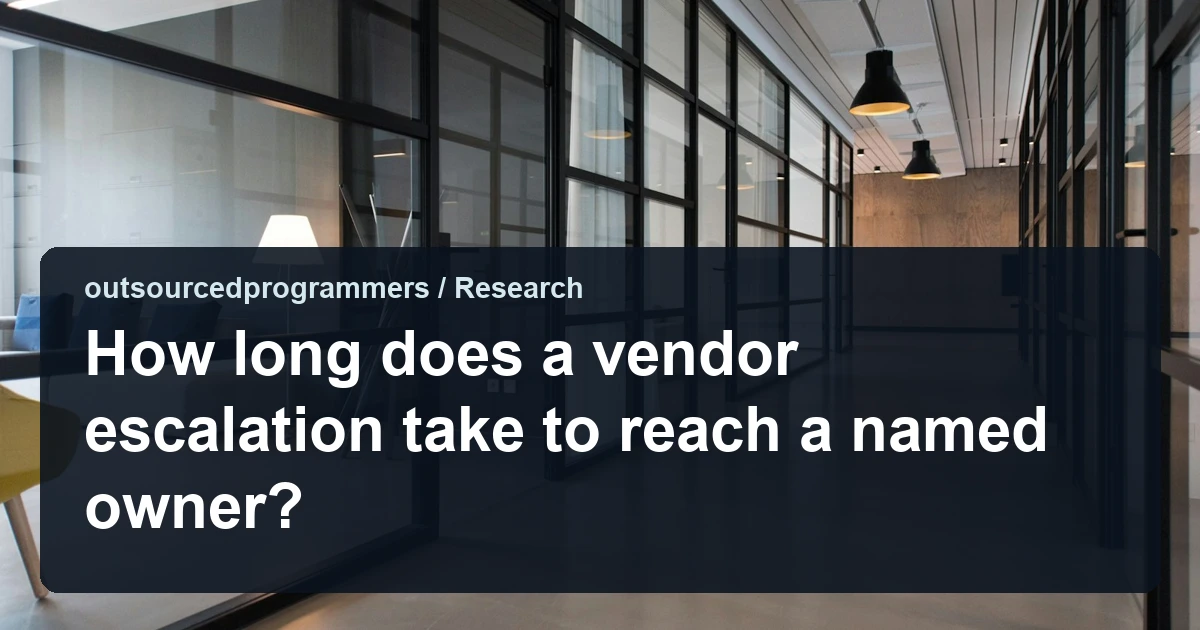 outsourcedprogrammers / Research
How long does a vendor
escalation take to reach a named
owner?